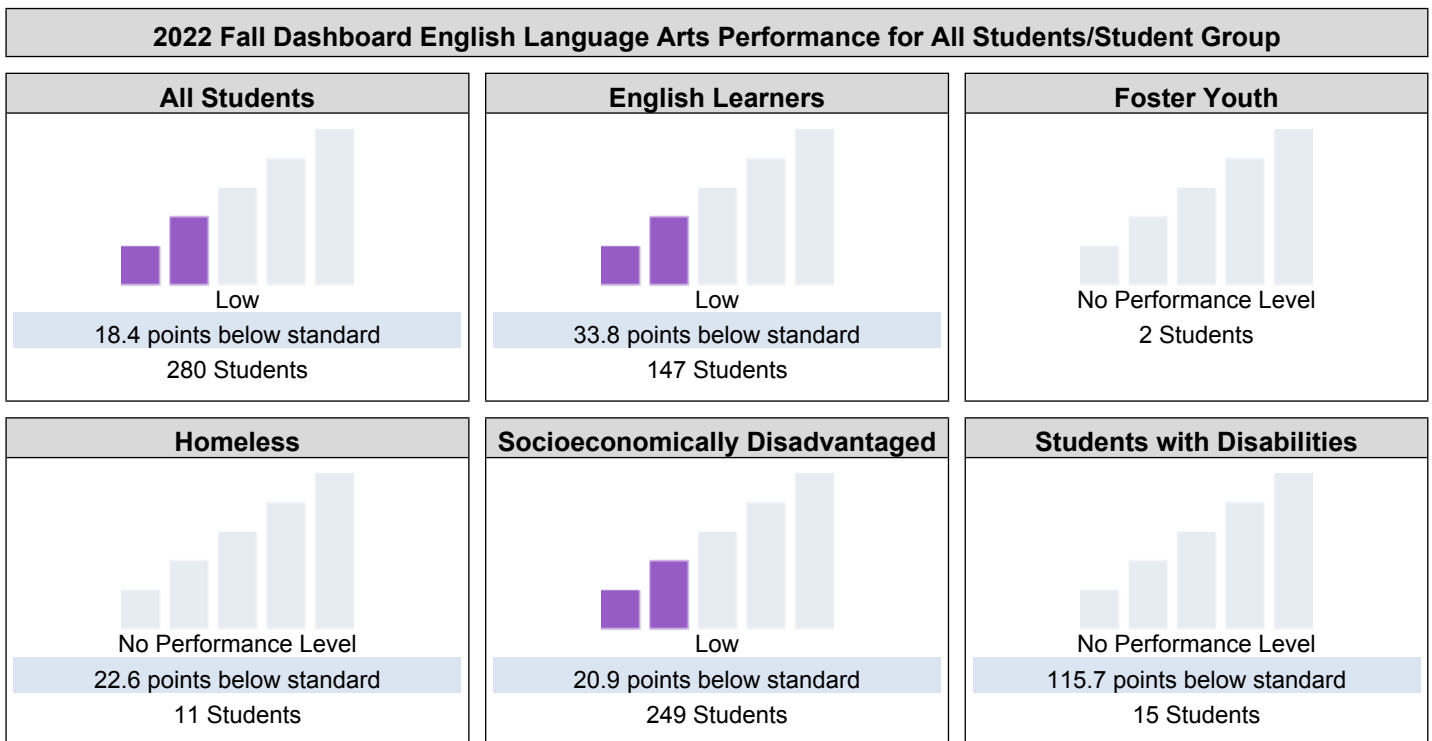 2022 Fall Dashboard English Language Arts Performance for All Students/Student Group
All Students
Low
18.4 points below standard
280 Students
English Learners
Low
33.8 points below standard
147 Students
Foster Youth
No Performance Level
2 Students
Homeless
No Performance Level
22.6 points below standard
11 Students
Socioeconomically Disadvantaged
Low
20.9 points below standard
249 Students
Students with Disabilities
No Performance Level
115.7 points below standard
15 Students